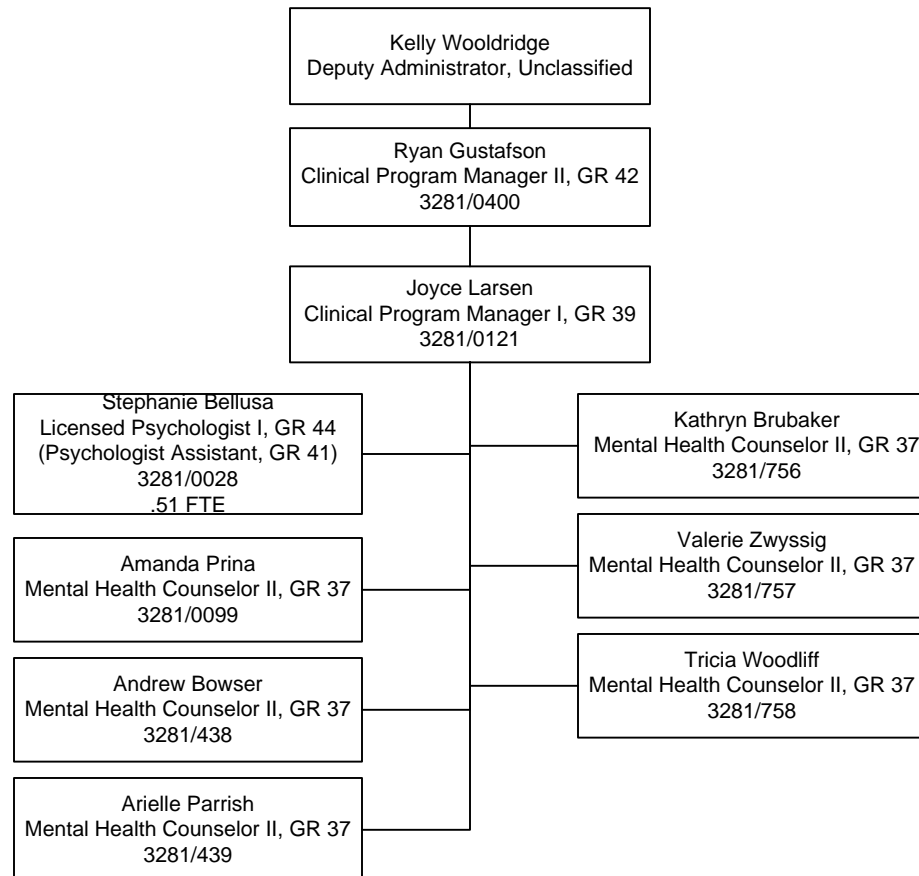 Kelly Wooldridge
Deputy Administrator, Unclassified
Ryan Gustafson
Clinical Program Manager II, GR 42
3281/0400
Joyce Larsen
Clinical Program Manager I, GR 39
3281/0121
Stephanie Bellusa
Licensed Psychologist I, GR 44
(Psychologist Assistant, GR 41)
3281/0028
.51 FTE
Amanda Prina
Mental Health Counselor II, GR 37
3281/0099
Andrew Bowser
Mental Health Counselor II, GR 37
3281/438
Arielle Parrish
Mental Health Counselor II, GR 37
3281/439
Kathryn Brubaker
Mental Health Counselor II, GR 37
3281/756
Valerie Zwyssig
Mental Health Counselor II, GR 37
3281/757
Tricia Woodliff
Mental Health Counselor II, GR 37
3281/758